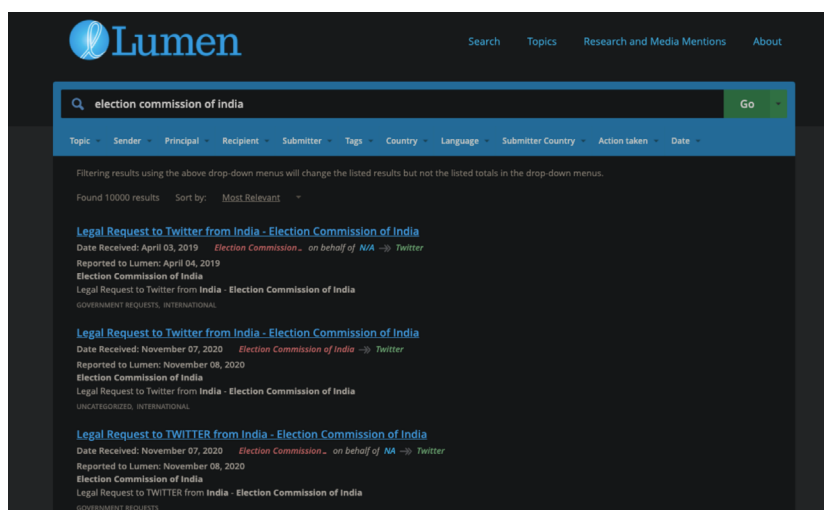 Lumen
Search Topics Research and Media Mentions About
election commission of india Go
Topic Sender Principal Recipient Submitter Tags Country Language Submitter Country Action taken Date
Filtering results using the above drop-down menus will change the listed results but not the listed totals in the drop-down menus.
Found 10000 results Sort by: Most Relevant
Legal Request to Twitter from India - Election Commission of India
Date Received: April 03, 2019 Election Commission... on behalf of N/A Twitter
Reported to Lumen: April 04, 2019
Election Commission of India
Legal Request to Twitter from India - Election Commission of India
GOVERNMENT REQUESTS, INTERNATIONAL
Legal Request to Twitter from India - Election Commission of India
Date Received: November 07, 2020 Election Commission of India Twitter
Reported to Lumen: November 08, 2020
Election Commission of India
Legal Request to Twitter from India - Election Commission of India
UNCATEGORIZED, INTERNATIONAL
Legal Request to TWITTER from India - Election Commission of India
Date Received: November 07, 2020 Election Commission... on behalf of NA Twitter
Reported to Lumen: November 08, 2020
Election Commission of India
Legal Request to TWITTER from India - Election Commission of India
GOVERNMENT REQUESTS